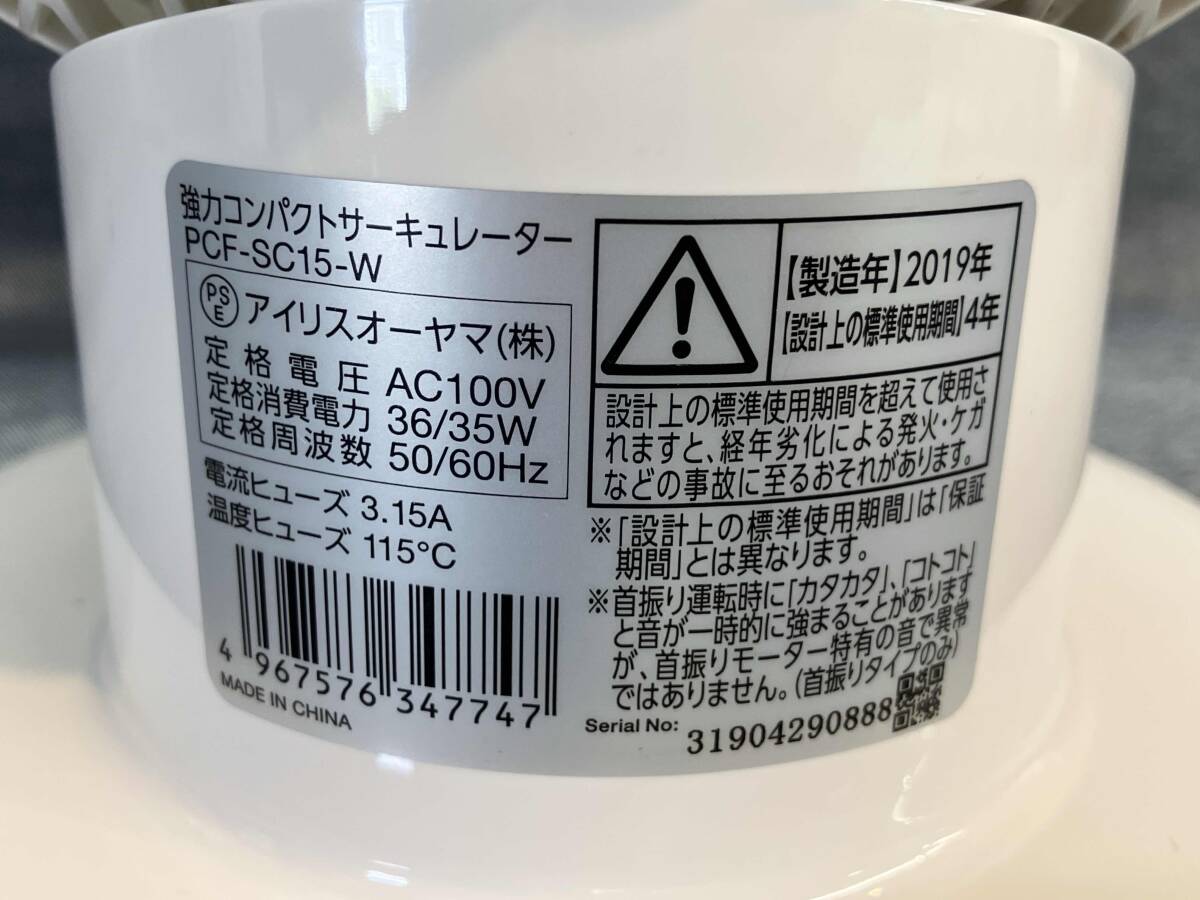 強力コンパクトサーキュレーター
PCF-SC15-W
PSE アイリスオーヤマ(株)
定格電圧 AC100V
定格消費電力 36/35W
定格周波数 50/60Hz
電流ヒューズ 3.15A
温度ヒューズ 115℃
4 967576 347747
MADE IN CHINA
【製造年】2019年
【設計上の標準使用期間】4年
設計上の標準使用期間を超えて使用さ
れますと、経年劣化による発火・ケガ
などの事故に至るおそれがあります。
※「設計上の標準使用期間」は「保証
期間」とは異なります。
※首振り運転時に「カタカタ」、「コトコト」
と音が一時的に強まることがあります
が、首振りモーター特有の音で異常
ではありません。(首振りタイプのみ)
Serial No: 31904290888